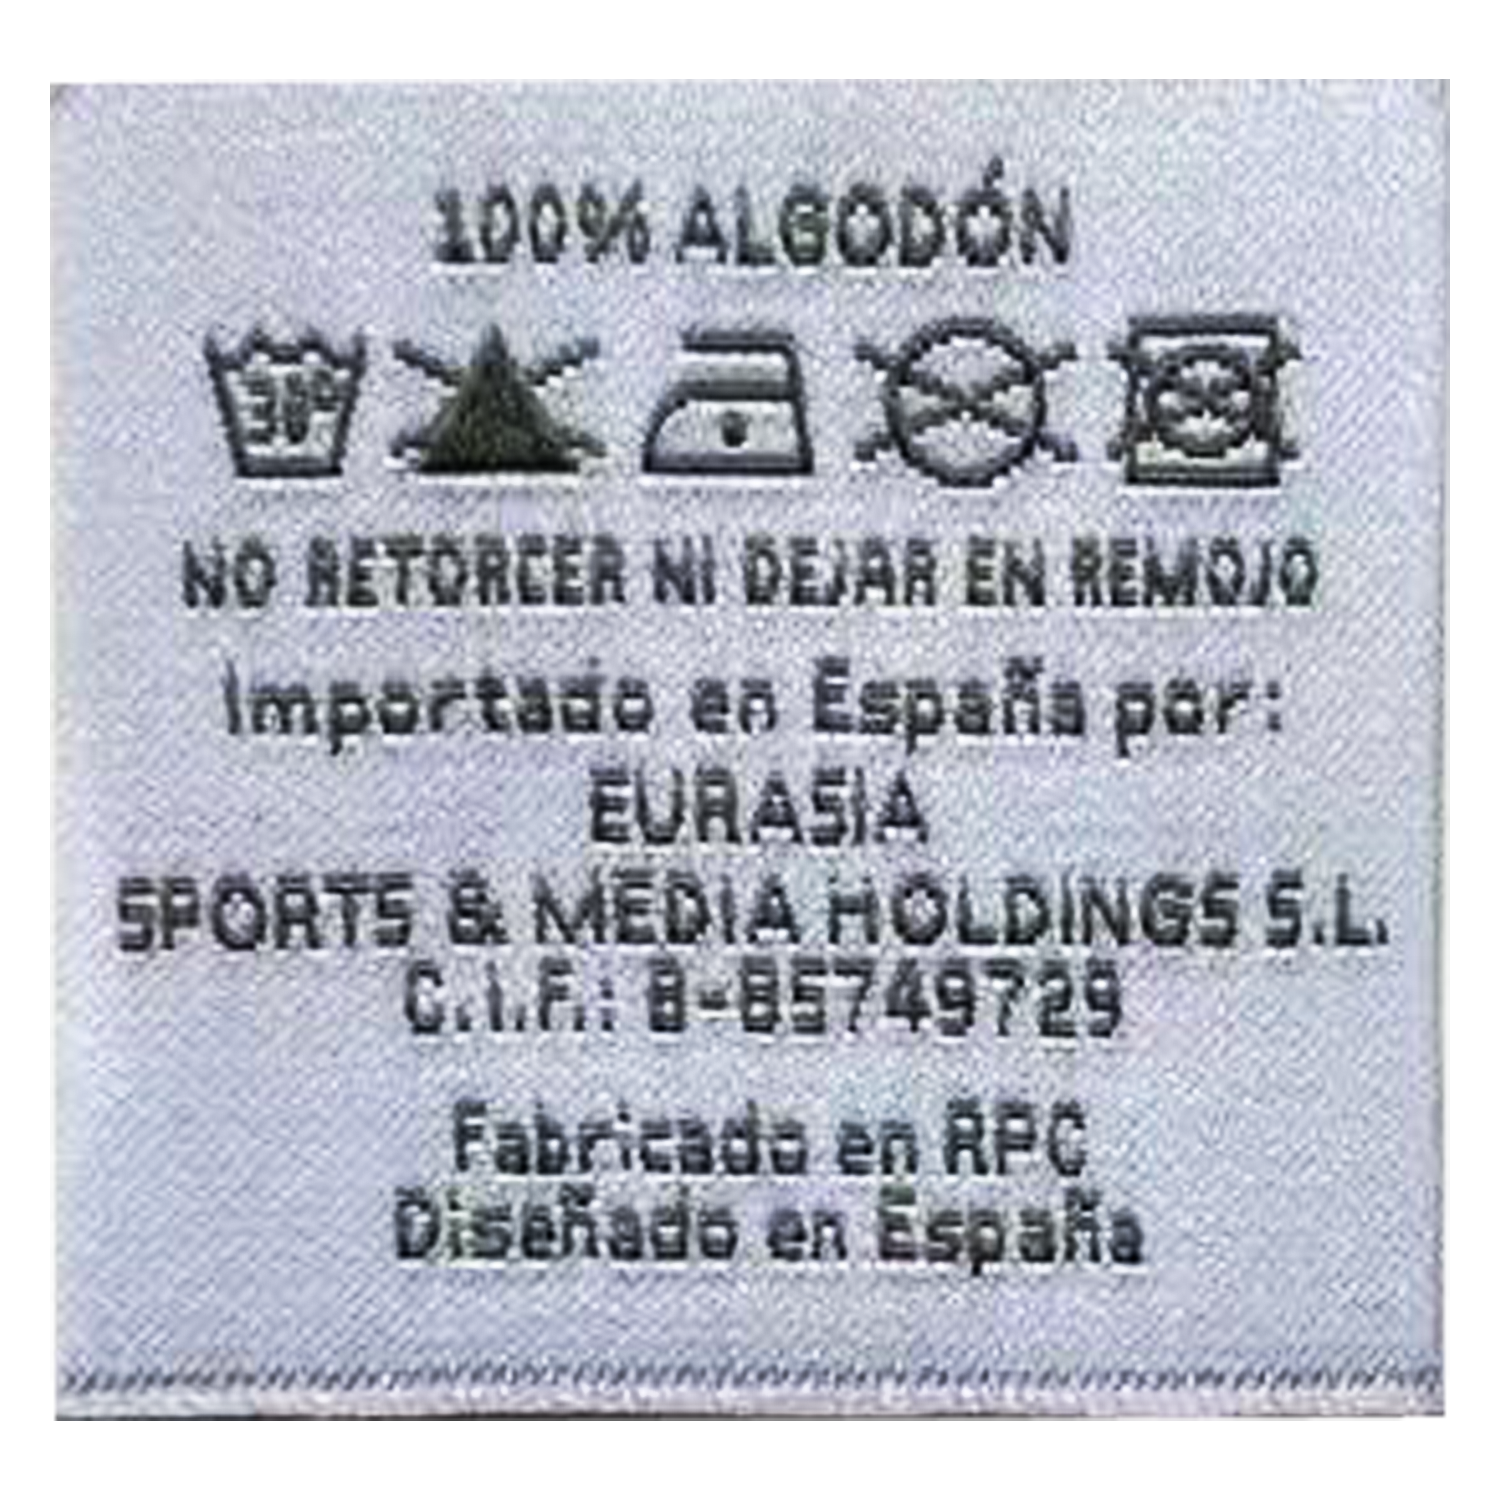 100% ALGODÓN
30º
NO RETORCER NI DEJAR EN REMOJO
Importado en España por:
EURASIA
SPORTS & MEDIA HOLDINGS S.L.
C.I.F.: B-85749729
Fabricado en RPC
Diseñado en España